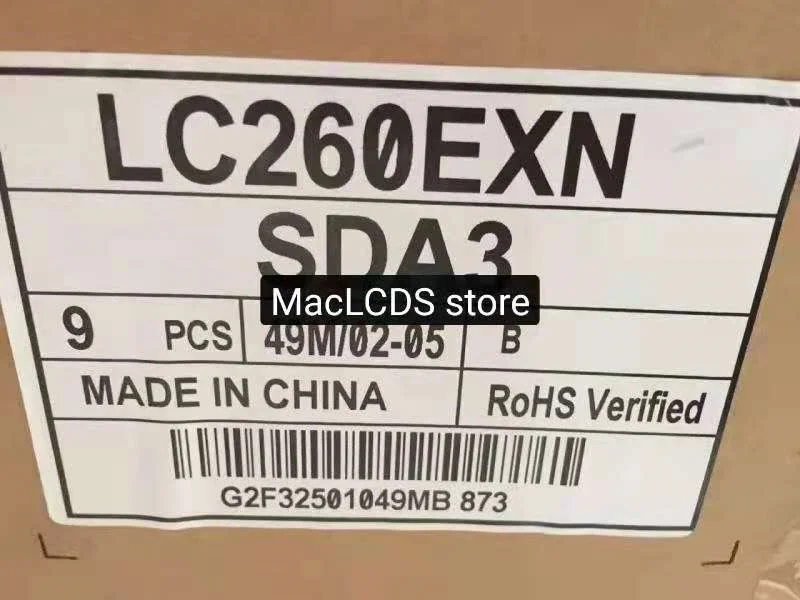 LC260EXN
SDA3
MacLCDS store
9 PCS 49M/02-05 B
MADE IN CHINA RoHS Verified
G2F32501049MB 873